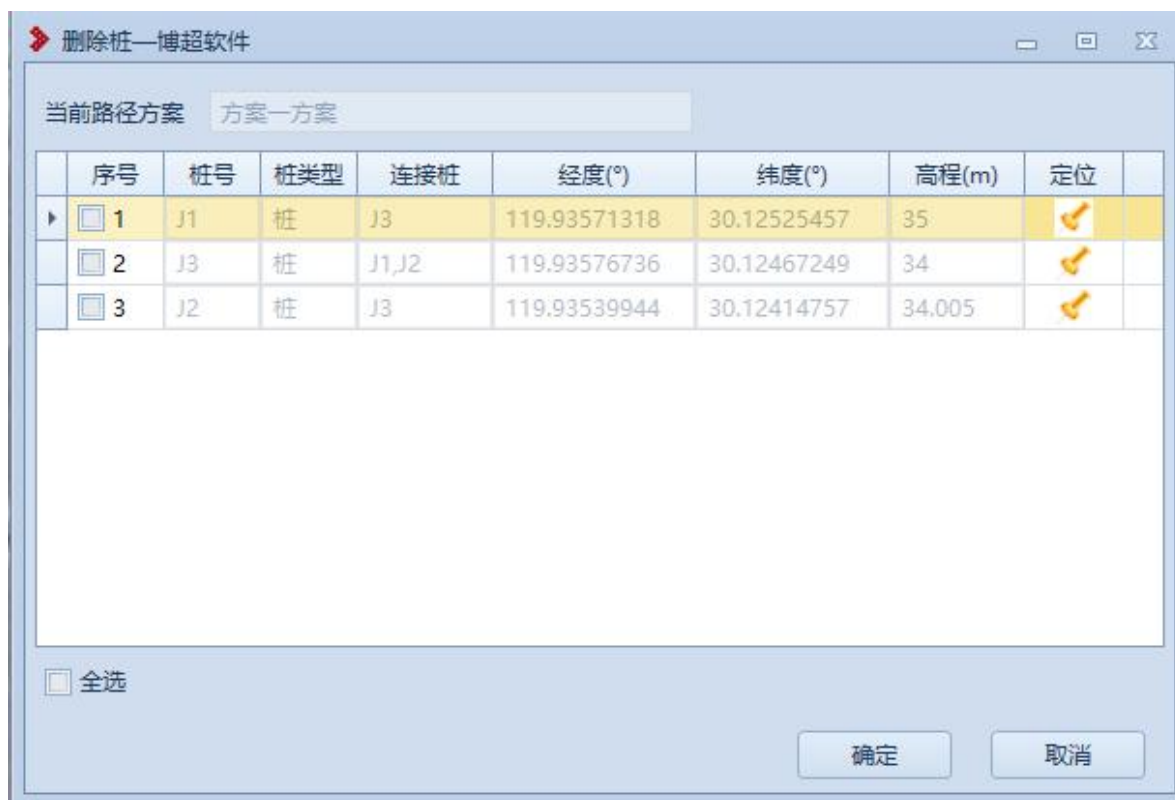 删除桩—博超软件
当前路径方案 方案一方案
序号 桩号 桩类型 连接桩 经度(°) 纬度(°) 高程(m) 定位
1 J1 桩 J3 119.93571318 30.12525457 35
2 J3 桩 J1,J2 119.93576736 30.12467249 34
3 J2 桩 J3 119.93539944 30.12414757 34.005
全选
确定 取消